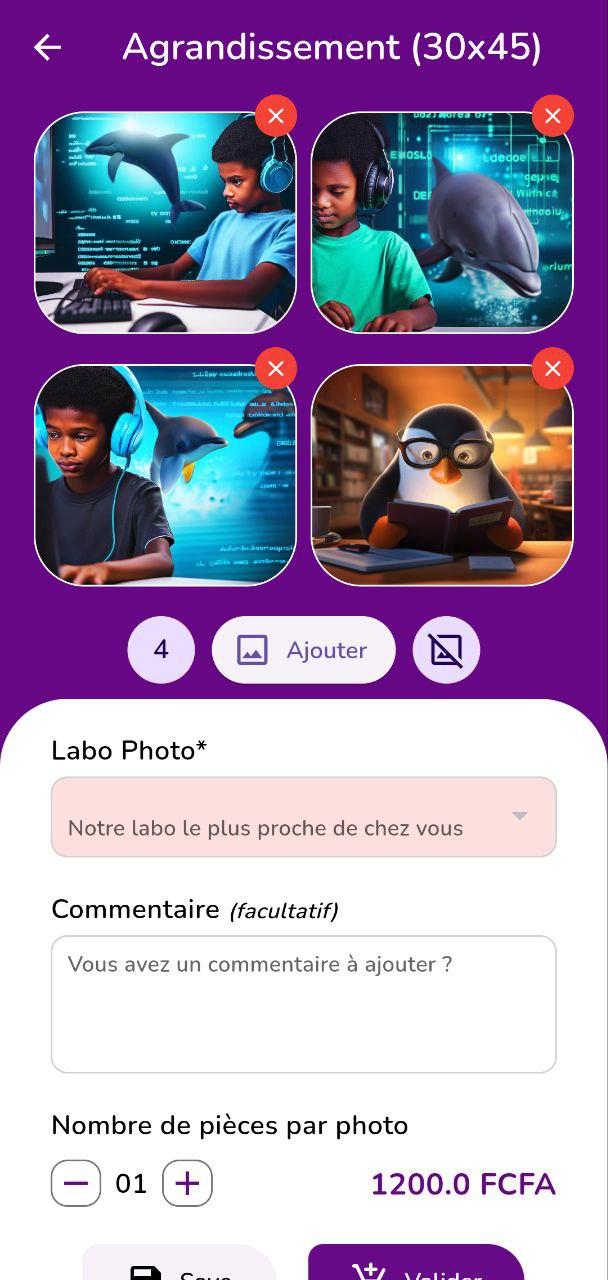 Agrandissement (30x45)
4
Ajouter
Labo Photo*
Notre labo le plus proche de chez vous
Commentaire (facultatif)
Vous avez un commentaire à ajouter ?
Nombre de pièces par photo
01
1200.0 FCFA
Save
Valider